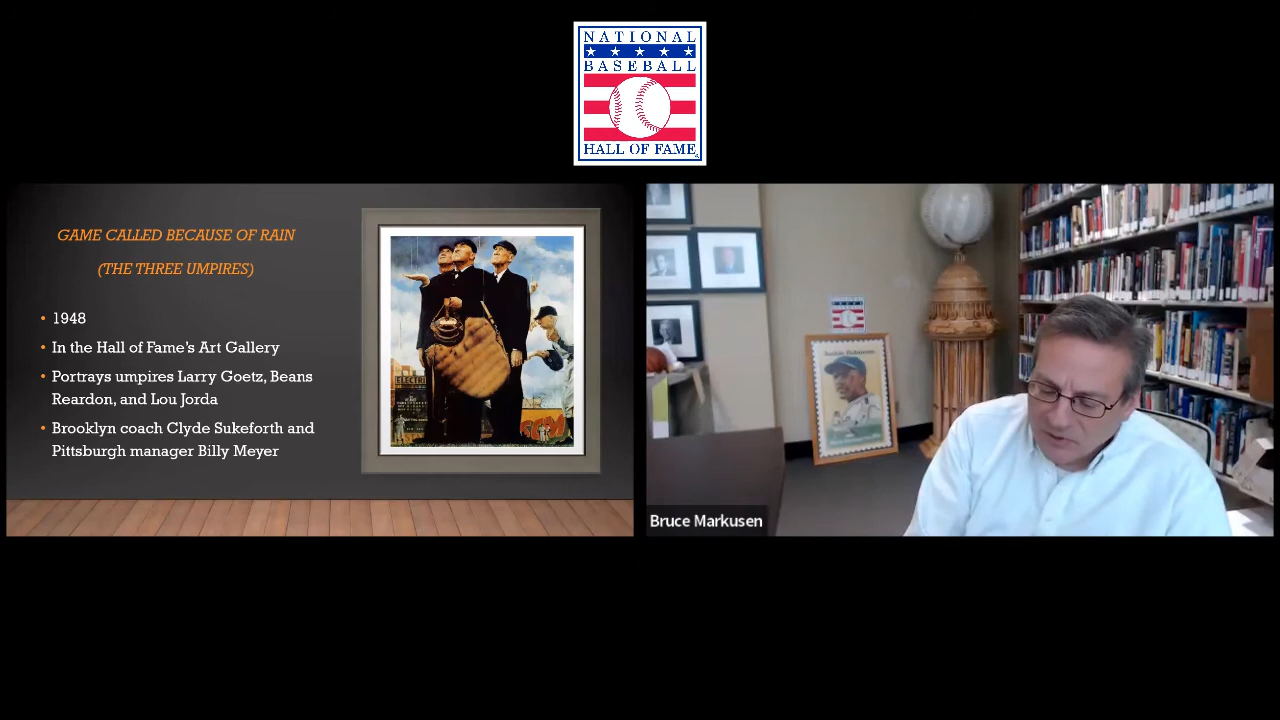 NATIONAL
BASEBALL
HALL OF FAME
GAME CALLED BECAUSE OF RAIN
(THE THREE UMPIRES)
• 1948
• In the Hall of Fame's Art Gallery
• Portrays umpires Larry Goetz, Beans
Reardon, and Lou Jorda
• Brooklyn coach Clyde Sukeforth and
Pittsburgh manager Billy Meyer
Jackie Robinson
Bruce Markusen